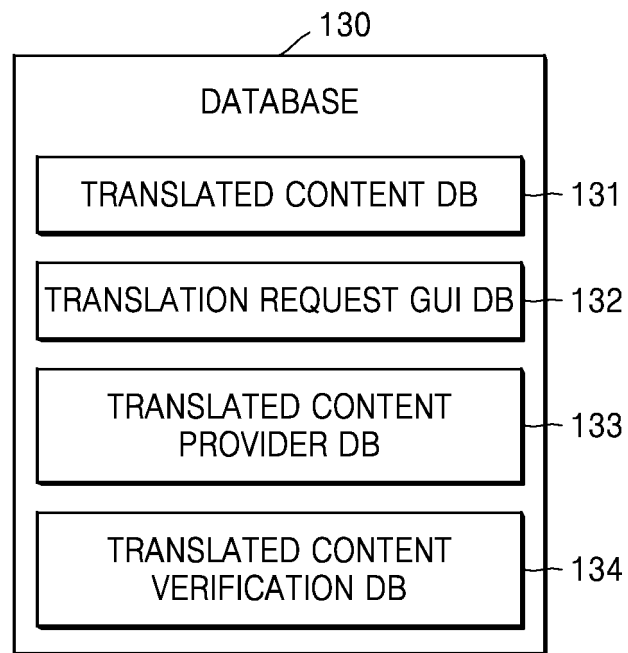 130
DATABASE
TRANSLATED CONTENT DB
131
TRANSLATION REQUEST GUI DB
132
TRANSLATED CONTENT
PROVIDER DB
133
TRANSLATED CONTENT
VERIFICATION DB
134